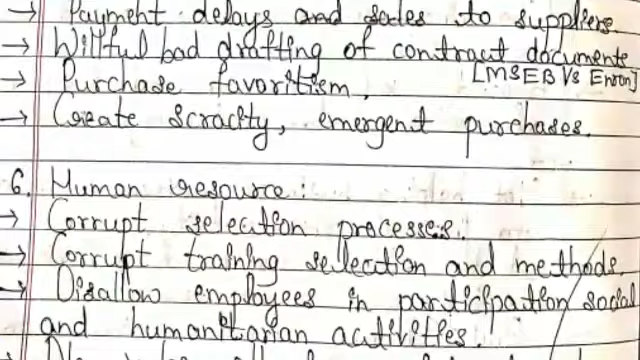 → Payment delays and sales to suppliers
→ Willful bad drafting of contract documents
[MSEB Vs Enron]
→ Purchase favoritism.
→ Create scracity, emergent purchases.
6. Human resource:
→ Corrupt selection processes.
→ Corrupt training selection and methods.
→ Disallow employees in participation social
and humanitarian activities.